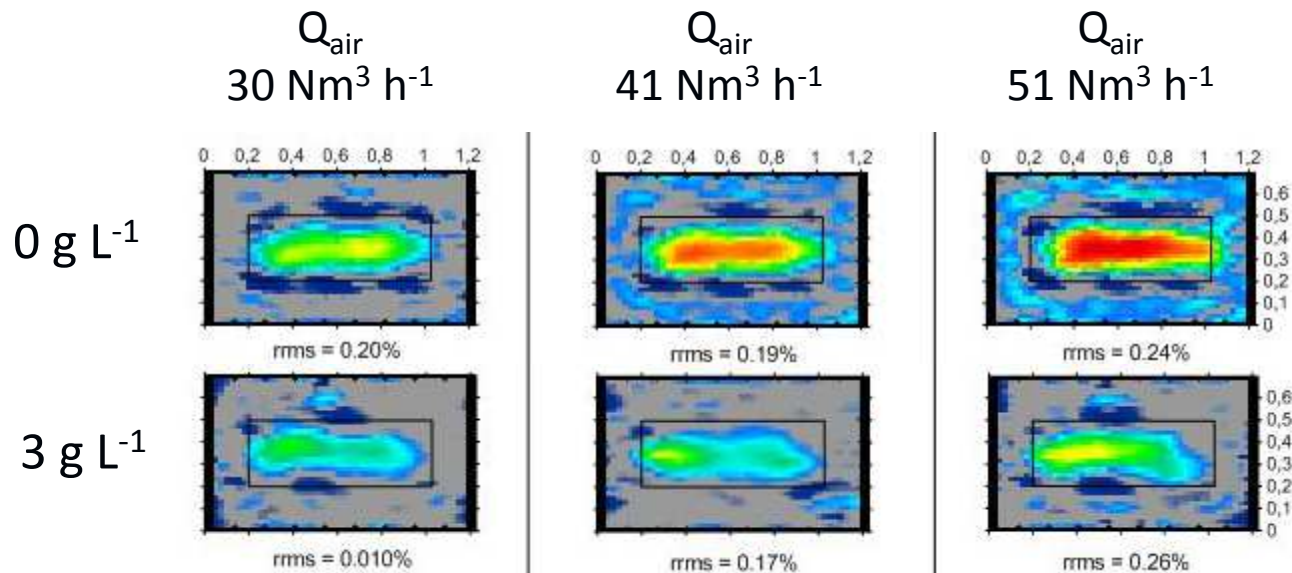 Q_air Q_air Q_air
30 Nm³ h⁻¹ 41 Nm³ h⁻¹ 51 Nm³ h⁻¹
0 0,2 0,4 0,6 0,8 1 1,2 0 0,2 0,4 0,6 0,8 1 1,2 0 0,2 0,4 0,6 0,8 1 1,2
0,6
0,5
0 g L⁻¹ 0,4
0,3
0,2
0,1
0
rrms = 0.20% rrms = 0.19% rrms = 0.24%
0,6
0,5
3 g L⁻¹ 0,4
0,3
0,2
0,1
0
rrms = 0.010% rrms = 0.17% rrms = 0.26%